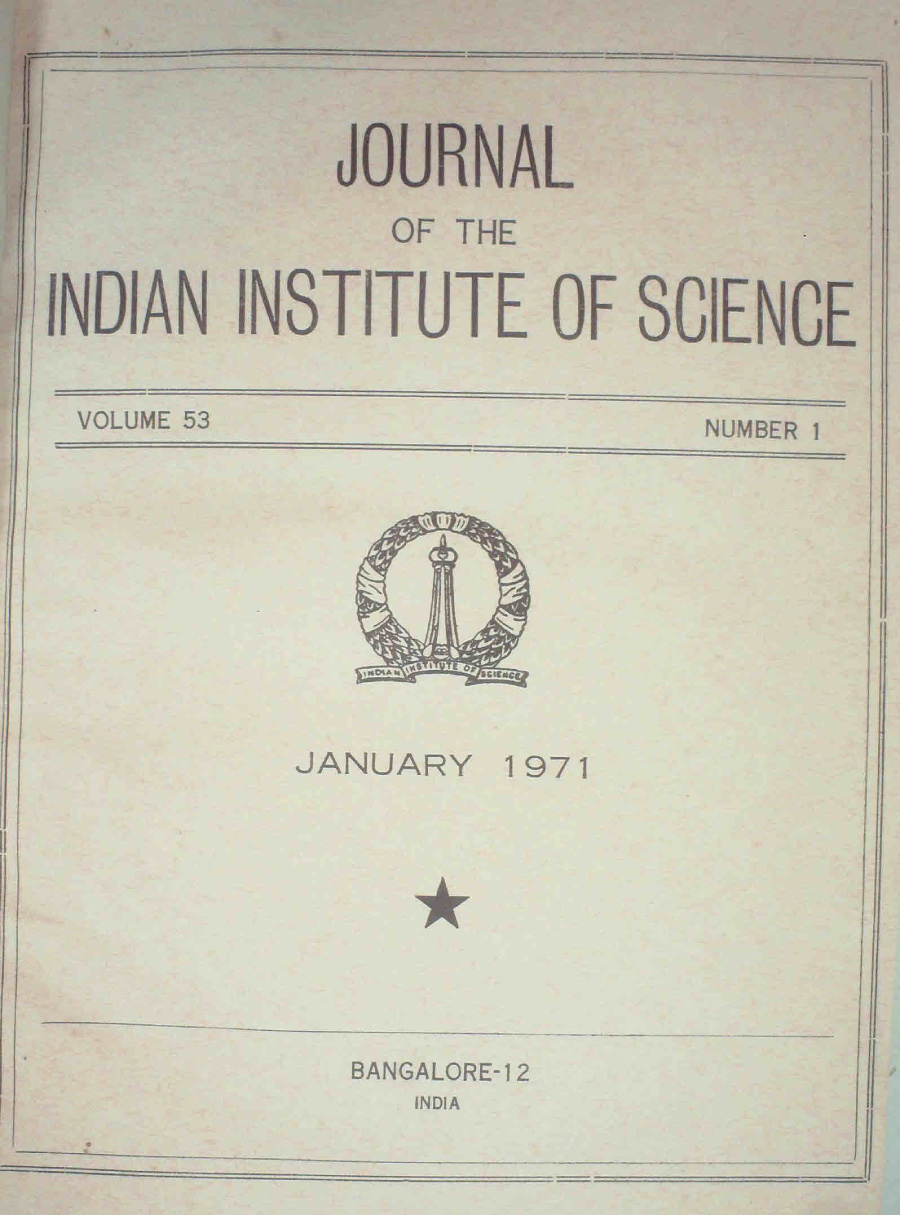 JOURNAL
OF THE
INDIAN INSTITUTE OF SCIENCE
VOLUME 53
NUMBER 1
INDIAN INSTITUTE OF SCIENCE
JANUARY 1971
BANGALORE-12
INDIA